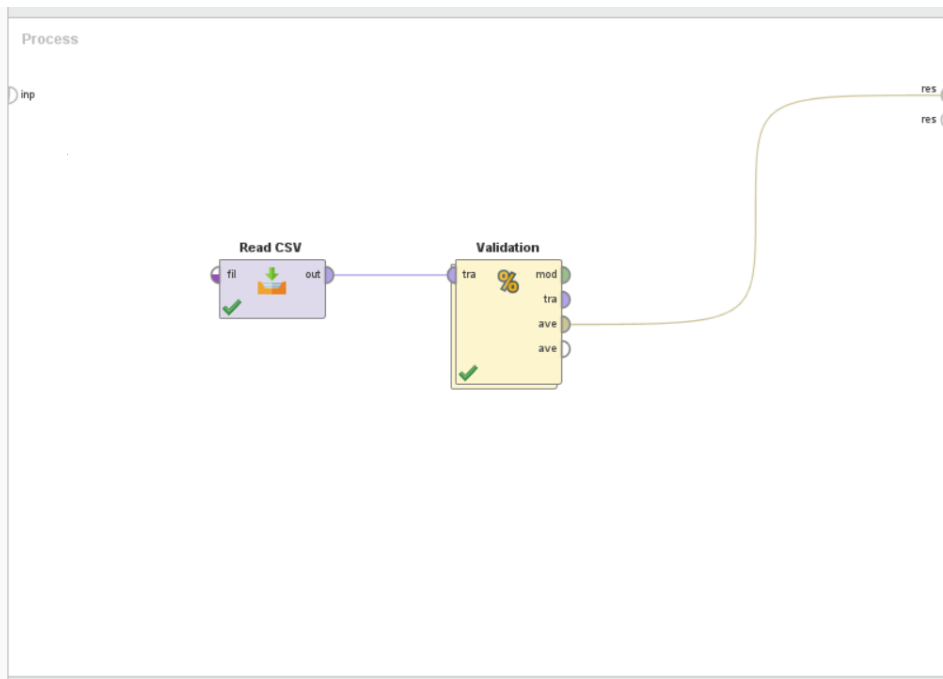 Process
inp
res
res
Read CSV
fil
out
Validation
tra
mod
tra
ave
ave